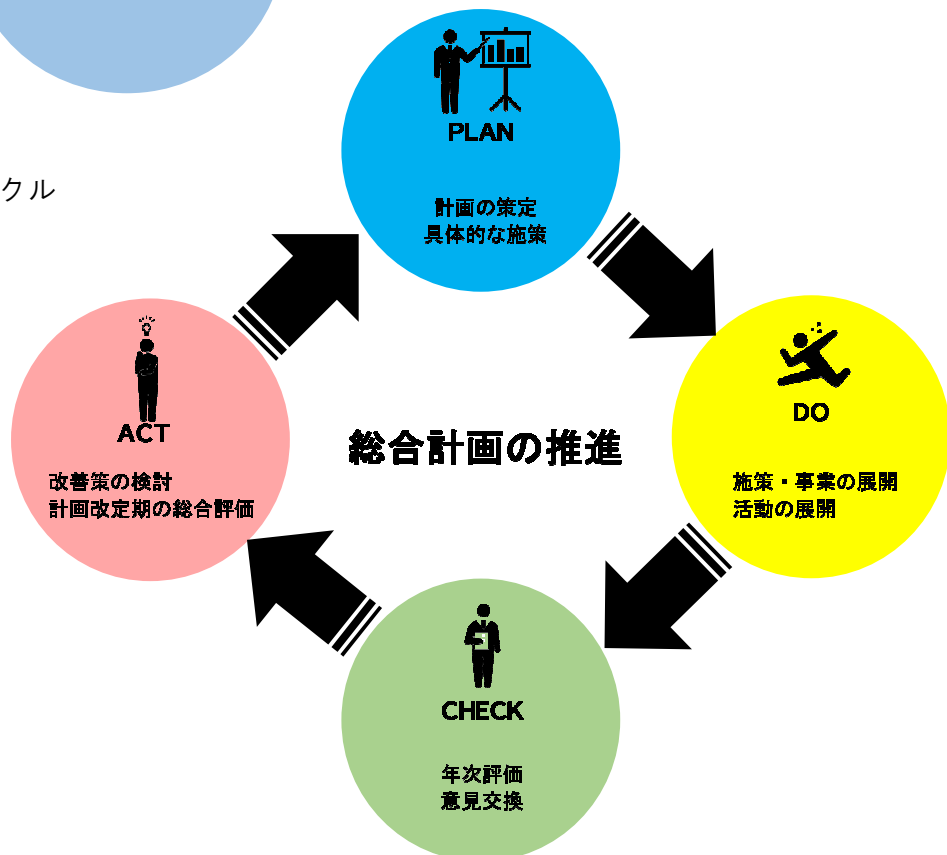 クル
PLAN
計画の策定
具体的な施策
DO
施策・事業の展開
活動の展開
総合計画の推進
CHECK
年次評価
意見交換
ACT
改善策の検討
計画改定期の総合評価